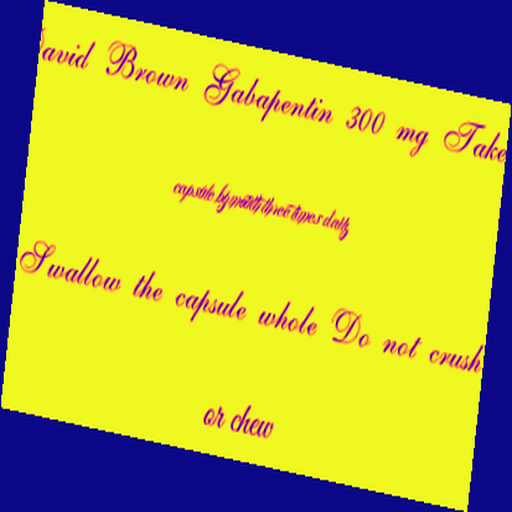 David Brown Gabapentin 300 mg Take
capsule by mouth three times daily
Swallow the capsule whole Do not crush
or chew